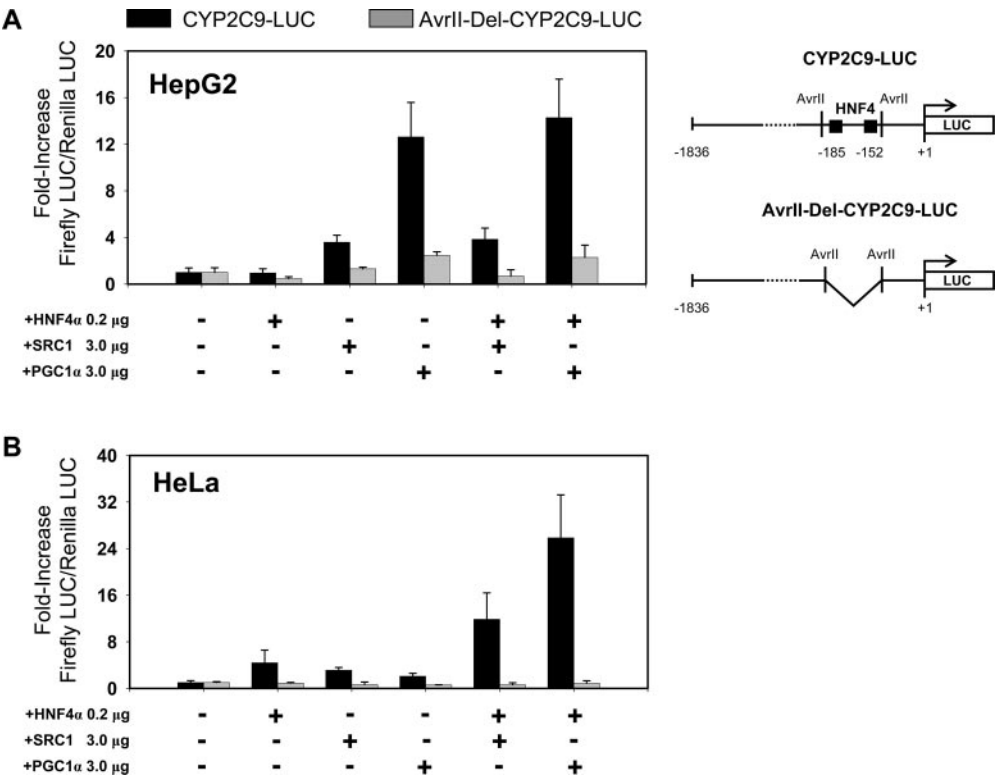 A
CYP2C9-LUC
AvrII-Del-CYP2C9-LUC
Fold-Increase
Firefly LUC/Renilla LUC
20
16
12
8
4
0
HepG2
+HNF4α 0.2 µg - + - - + +
+SRC1 3.0 µg - - + - + -
+PGC1α 3.0 µg - - - + - +
CYP2C9-LUC
AvrII HNF4 AvrII
LUC
-1836 -185 -152 +1
AvrII-Del-CYP2C9-LUC
AvrII AvrII
LUC
-1836 +1
B
Fold-Increase
Firefly LUC/Renilla LUC
40
32
24
16
8
0
HeLa
+HNF4α 0.2 µg - + - - + +
+SRC1 3.0 µg - - + - + -
+PGC1α 3.0 µg - - - + - +